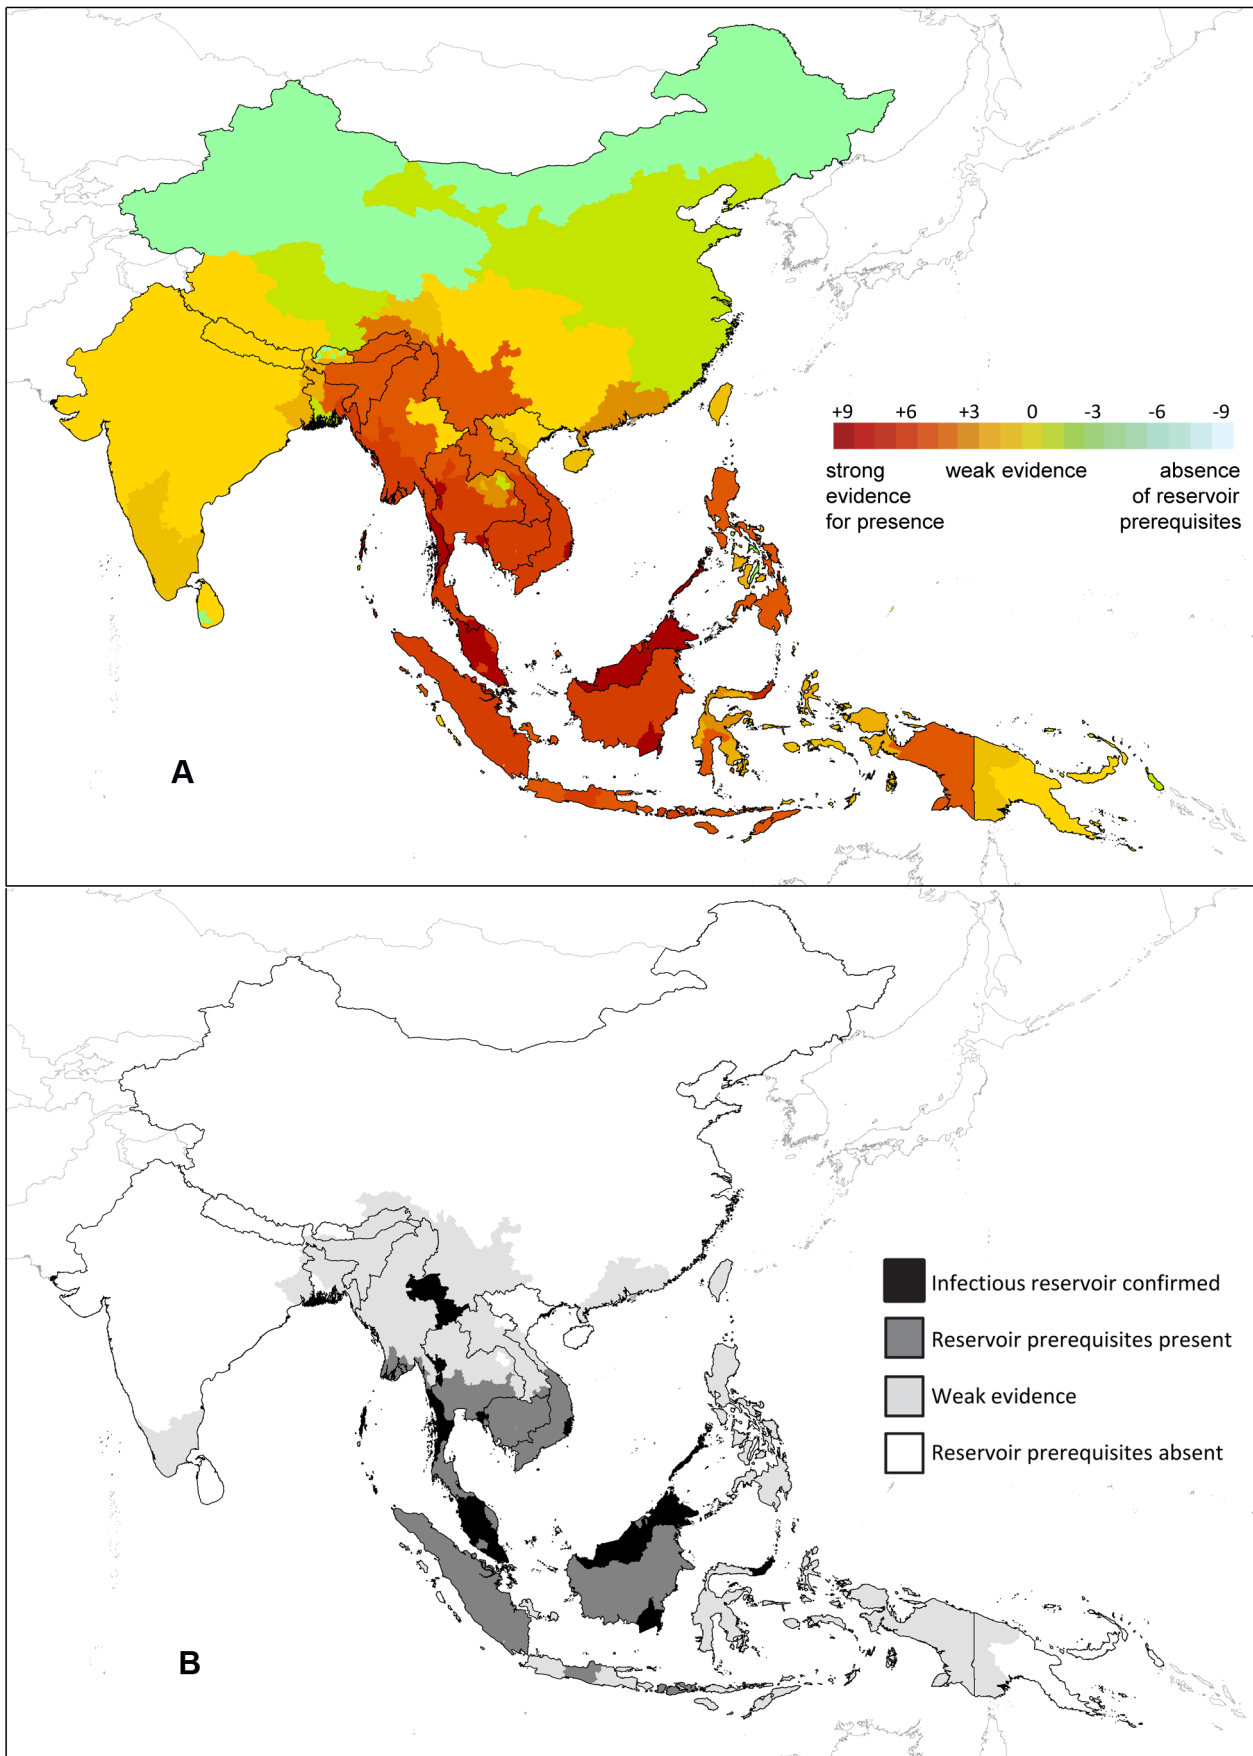 +9 +6 +3 0 -3 -6 -9
strong weak evidence absence
evidence of reservoir
for presence prerequisites
A
Infectious reservoir confirmed
Reservoir prerequisites present
Weak evidence
Reservoir prerequisites absent
B